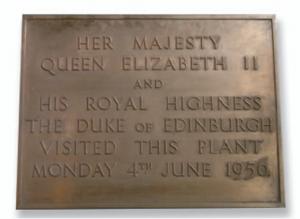 HER MAJESTY
QUEEN ELIZABETH II
AND
HIS ROYAL HIGHNESS
THE DUKE OF EDINBURGH
VISITED THIS PLANT
MONDAY 4TH JUNE 1956.